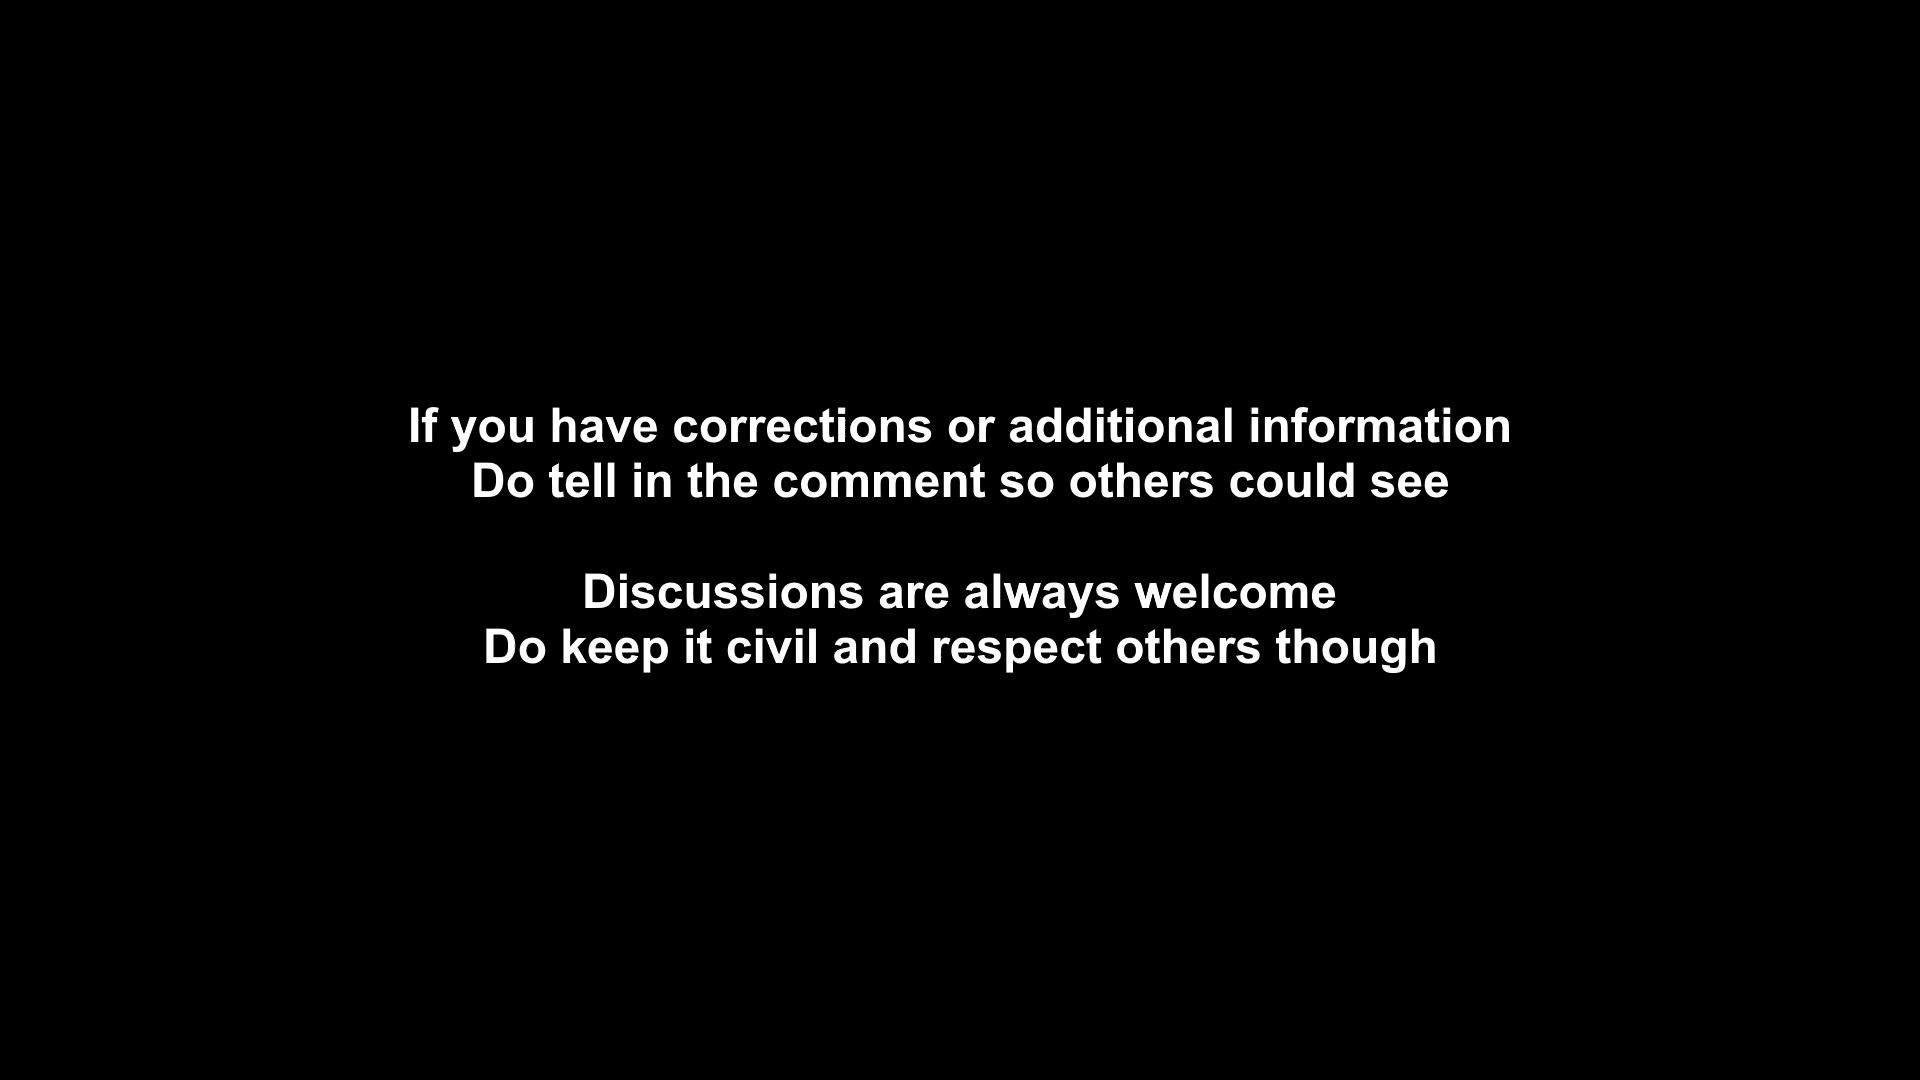 If you have corrections or additional information
Do tell in the comment so others could see
Discussions are always welcome
Do keep it civil and respect others though